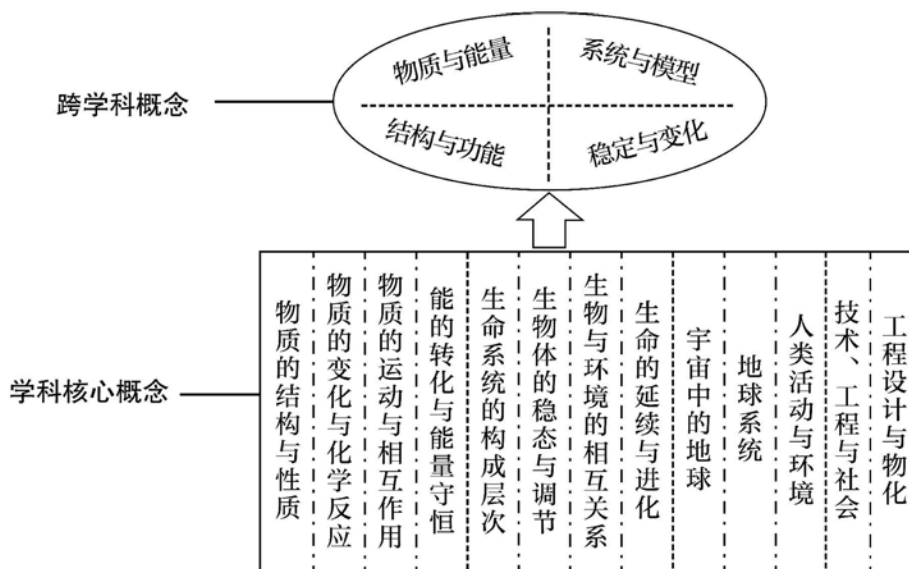 物质与能量
系统与模型
跨学科概念
结构与功能
稳定与变化
学科核心概念
物质的结构与性质
物质的变化与化学反应
物质的运动与相互作用
能的转化与能量守恒
生命系统的构成层次
生物体的稳态与调节
生物与环境的相互关系
生命的延续与进化
宇宙中的地球
地球系统
人类活动与环境
技术、工程与社会
工程设计与物化